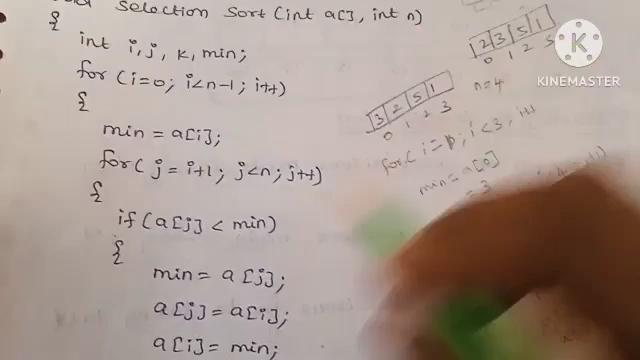 Selection Sort (int a[], int n)
{
int i, j, k, min;
for (i=0; i<n-1; i++)
{
min = a[i];
for( j = i+1; j<n; j++)
{
if (a[j] < min)
{
min = a[j];
a[j] = a[i];
a[i] = min;
2 3 5 1
0 1 2 3
n=4
3 2 5 1
0 1 2 3
for( i = ; i<3, i++
min = a[0]
= 3
K
KINEMASTER